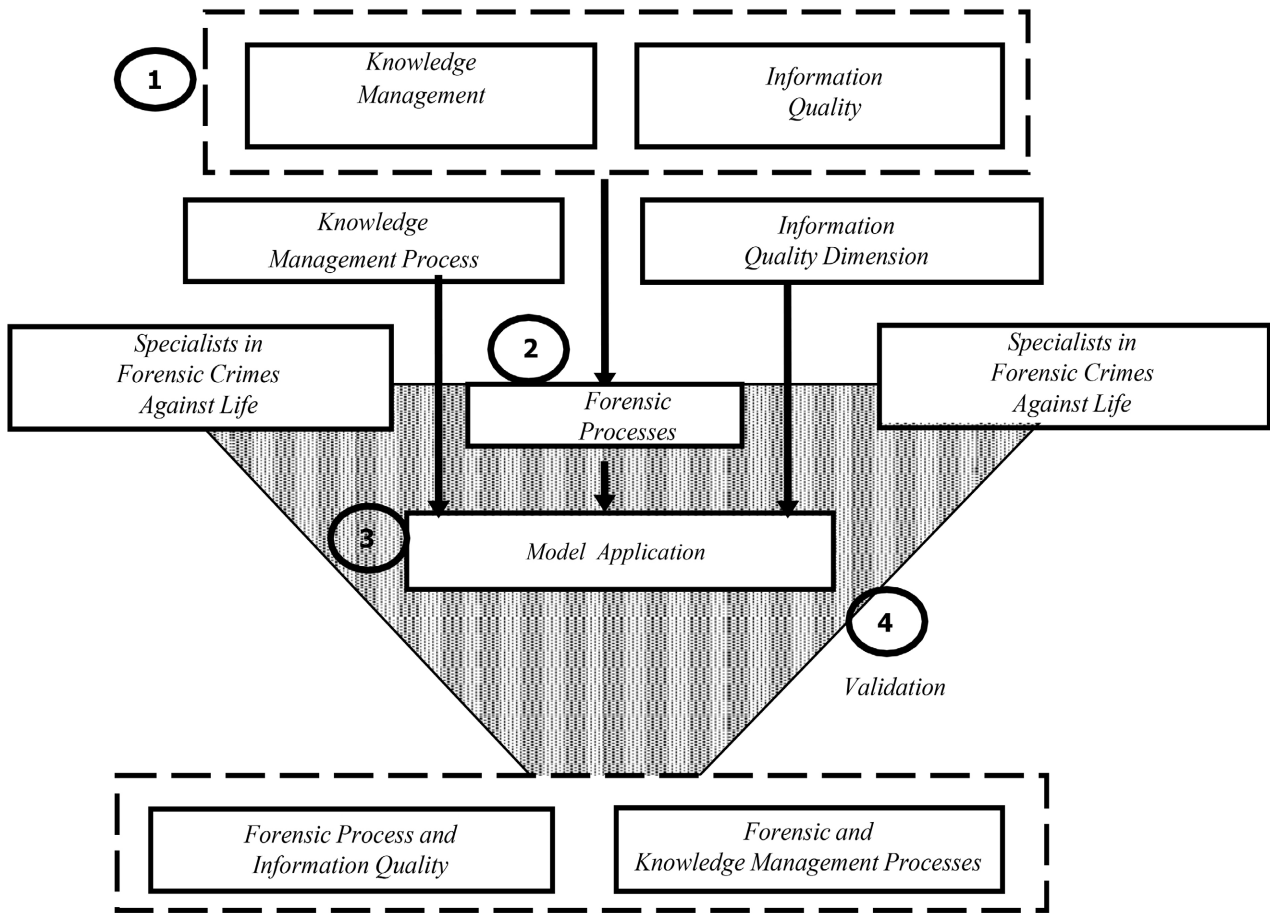 1
Knowledge
Management
Information
Quality
Knowledge
Management Process
Information
Quality Dimension
Specialists in
Forensic Crimes
Against Life
2
Forensic
Processes
Specialists in
Forensic Crimes
Against Life
3
Model Application
4
Validation
Forensic Process and
Information Quality
Forensic and
Knowledge Management Processes